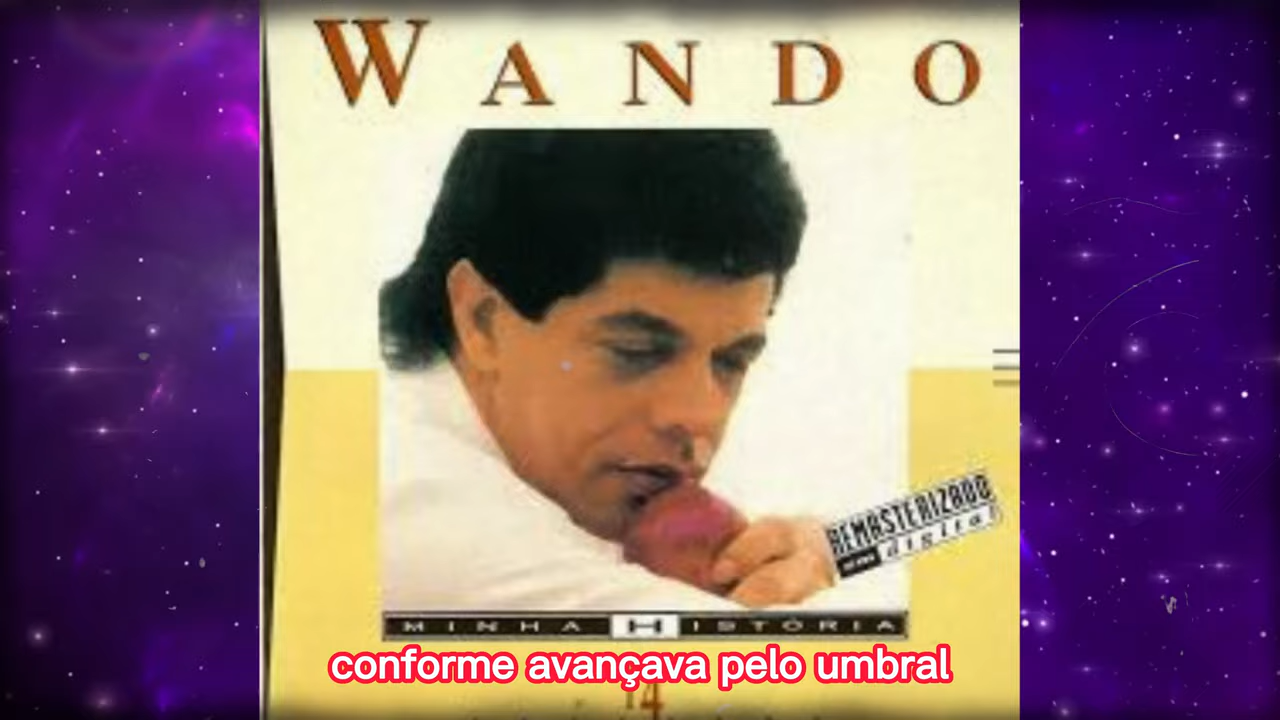 WANDO
REMASTERIZADO
digital
MINHA HISTÓRIA
conforme avançava pelo umbral
14